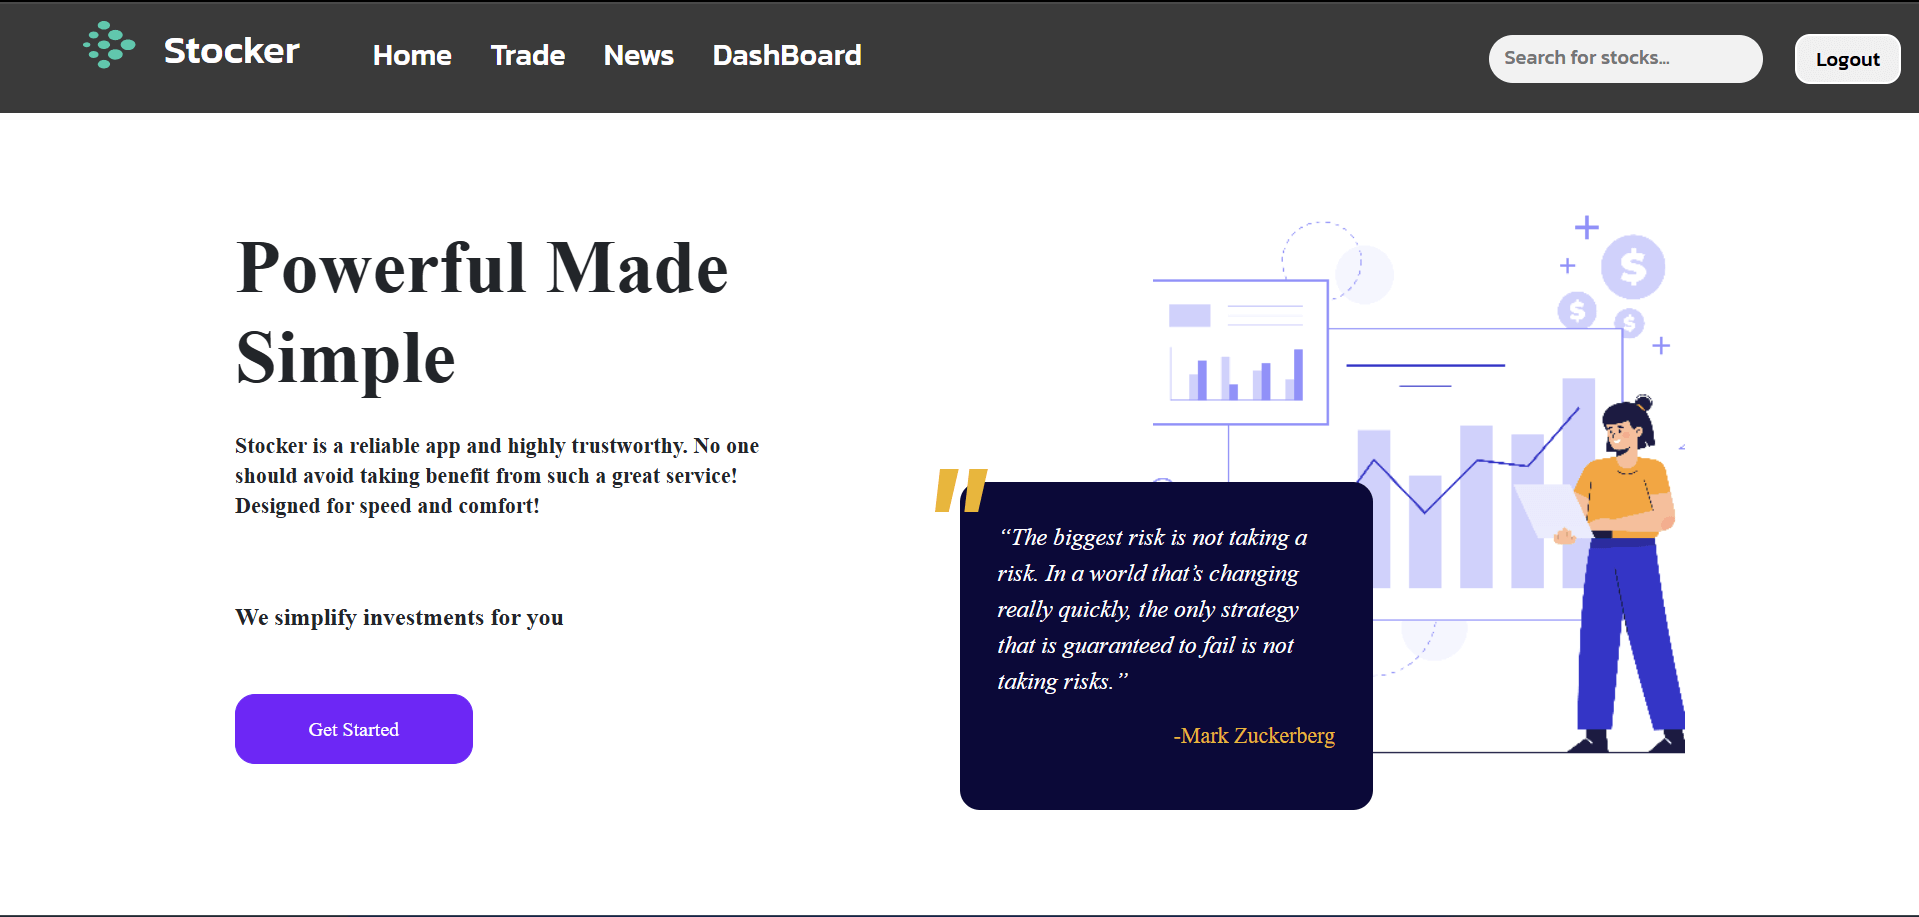 Stocker
Home Trade News DashBoard
Search for stocks...
Logout
Powerful Made
Simple
Stocker is a reliable app and highly trustworthy. No one
should avoid taking benefit from such a great service!
Designed for speed and comfort!
We simplify investments for you
Get Started
"
“The biggest risk is not taking a
risk. In a world that’s changing
really quickly, the only strategy
that is guaranteed to fail is not
taking risks.”
-Mark Zuckerberg
$
$
$